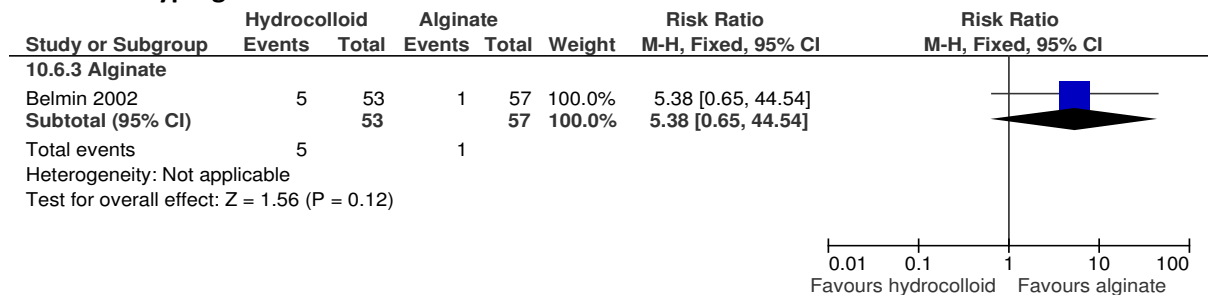 Hydrocolloid Alginate Risk Ratio Risk Ratio
Study or Subgroup Events Total Events Total Weight M-H, Fixed, 95% CI M-H, Fixed, 95% CI
10.6.3 Alginate
Belmin 2002 5 53 1 57 100.0% 5.38 [0.65, 44.54]
Subtotal (95% CI) 53 57 100.0% 5.38 [0.65, 44.54]
Total events 5 1
Heterogeneity: Not applicable
Test for overall effect: Z = 1.56 (P = 0.12)
0.01 0.1 1 10 100
Favours hydrocolloid Favours alginate